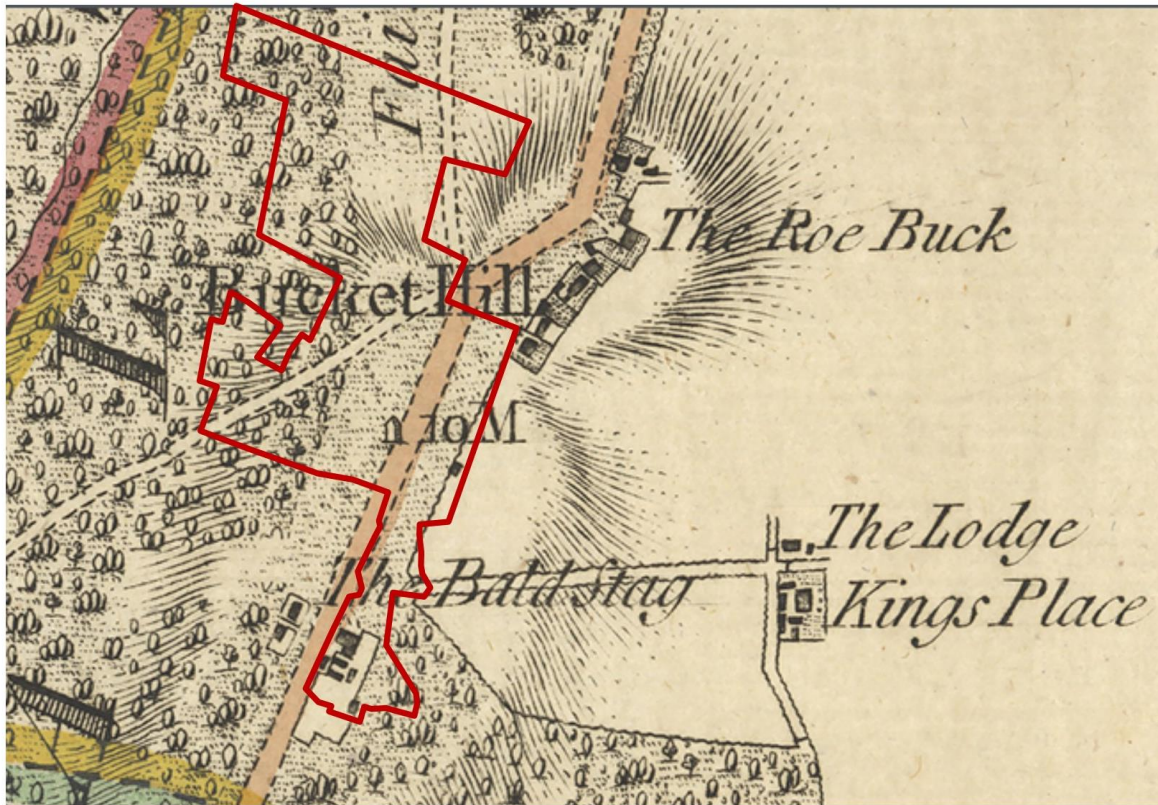 The Roe Buck
Bucket Hill
The Bald ſtag
The Lodge
Kings Place